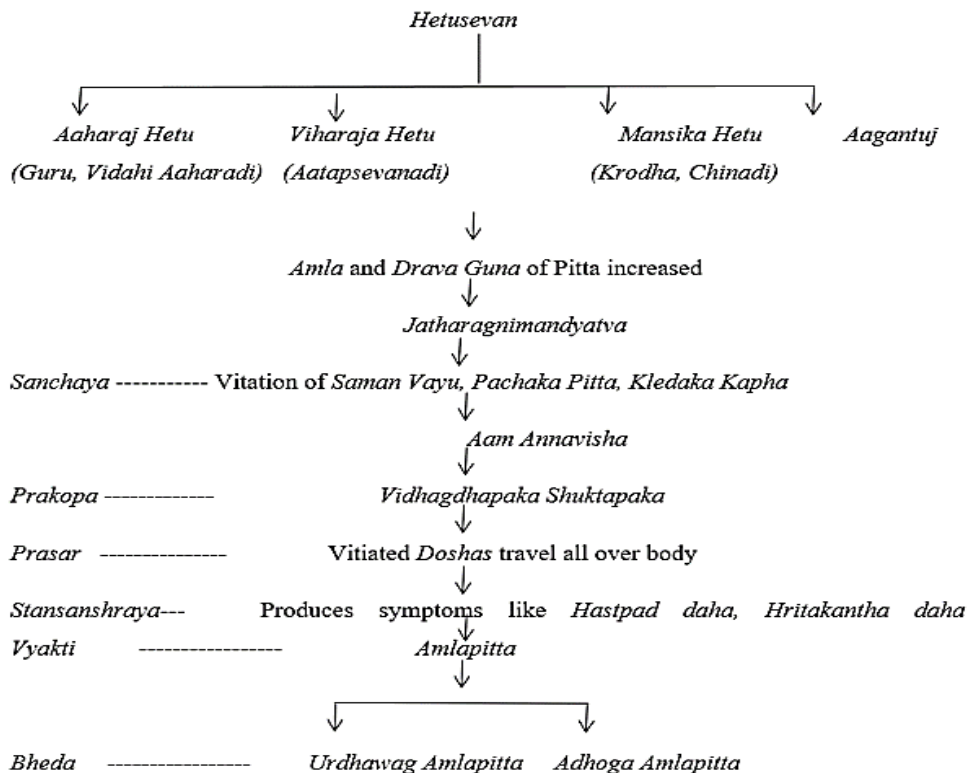 Hetusevan
Aaharaj Hetu Viharaja Hetu Mansika Hetu Aagantuj
(Guru, Vidahi Aaharadi) (Aatapsevanadi) (Krodha, Chinadi)
Amla and Drava Guna of Pitta increased
Jatharagnimandyatva
Sanchaya ----------- Vitation of Saman Vayu, Pachaka Pitta, Kledaka Kapha
Aam Annavisha
Prakopa ------------- Vidhagdhapaka Shuktapaka
Prasar --------------- Vitiated Doshas travel all over body
Stansanshraya--- Produces symptoms like Hastpad daha, Hritakantha daha
Vyakti ----------------- Amlapitta
Bheda ----------------- Urdhawag Amlapitta Adhoga Amlapitta